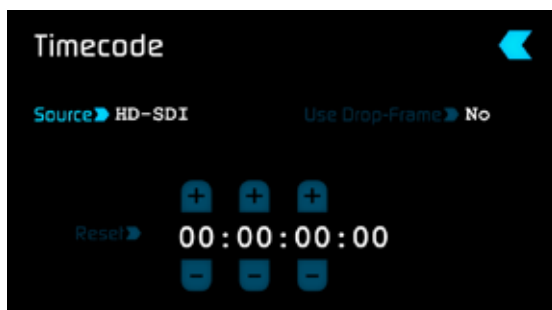 Timecode
Source HD-SDI Use Drop-Frame No
+ + +
Reset 00:00:00:00
- - -